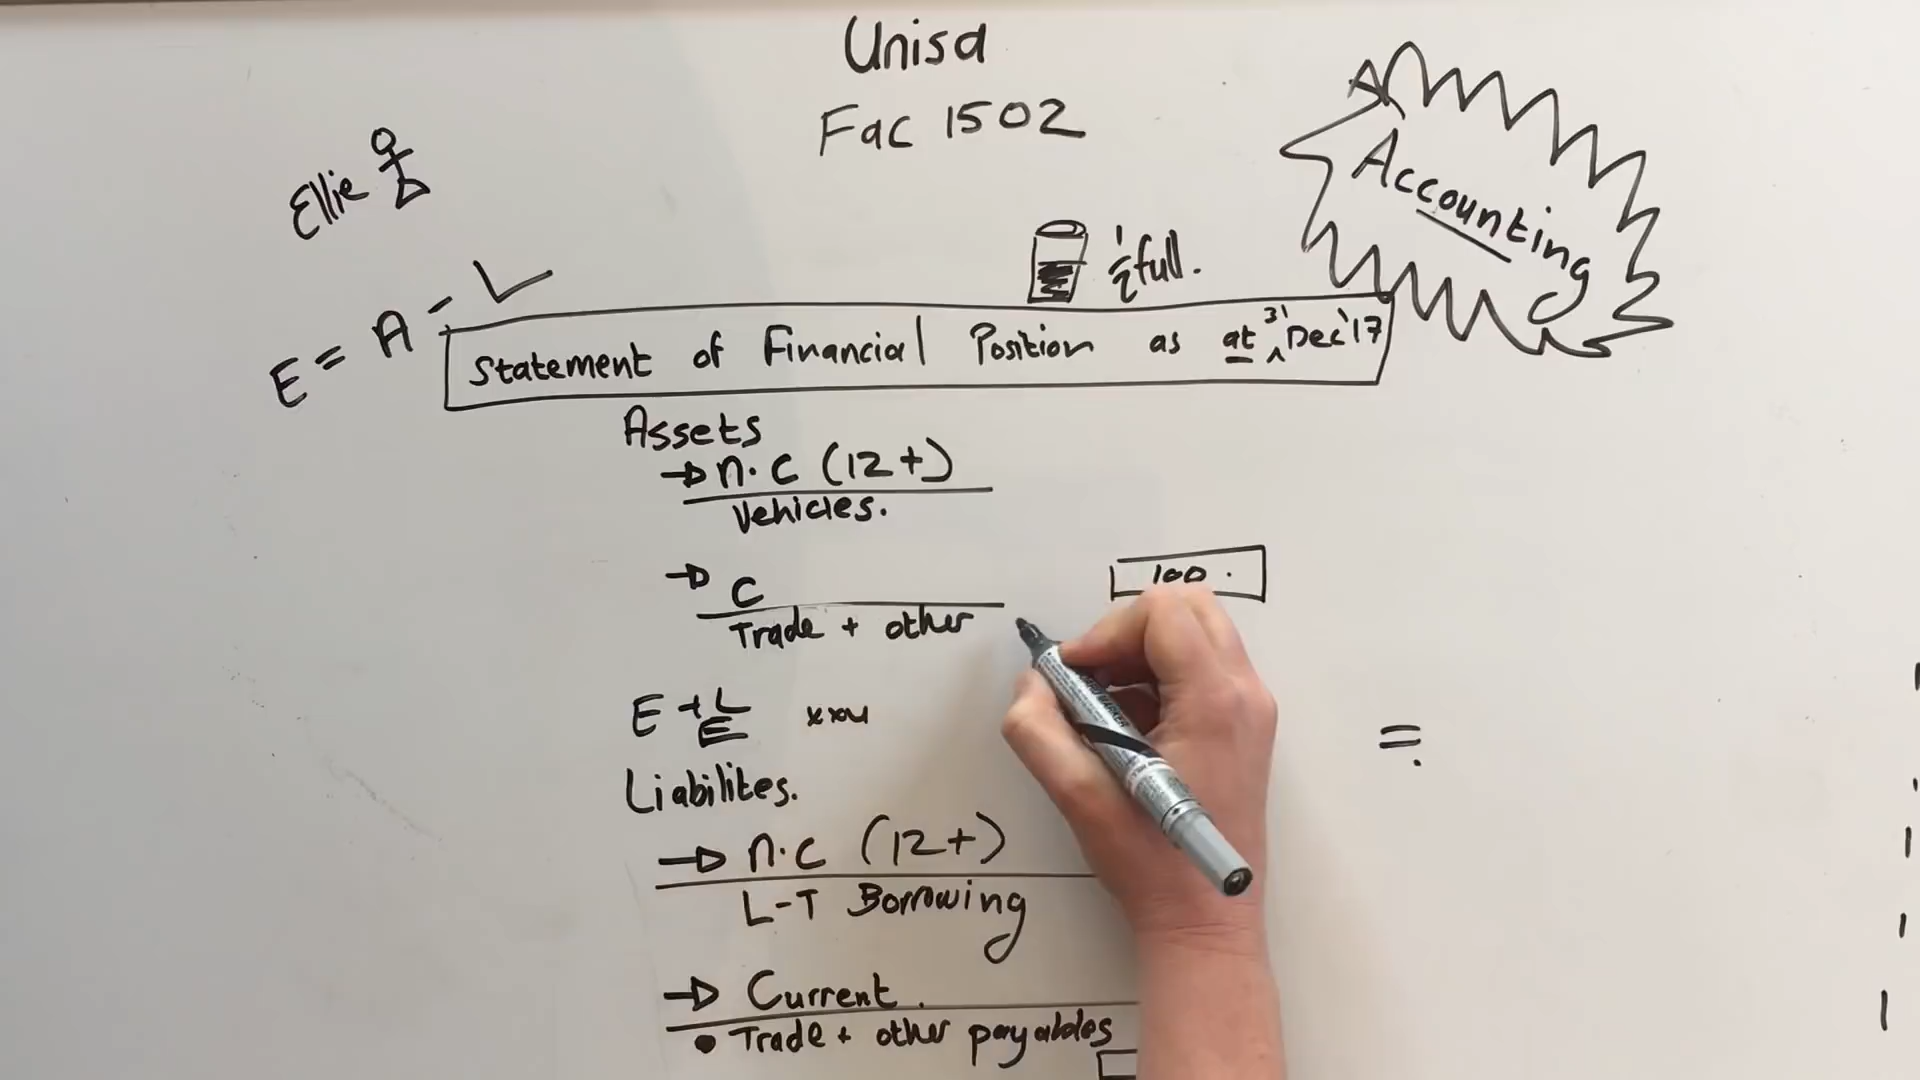 Unisa
Fac 1502
Accounting
Ellie
1/2 full.
E = A - L
Statement of Financial Position as at 31 Dec '17
Assets
n.c (12+)
Vehicles.
C
100.
Trade + other
E + L
E
Liabilites.
n.c (12+)
L-T Borrowing
Current.
Trade + other payables
=